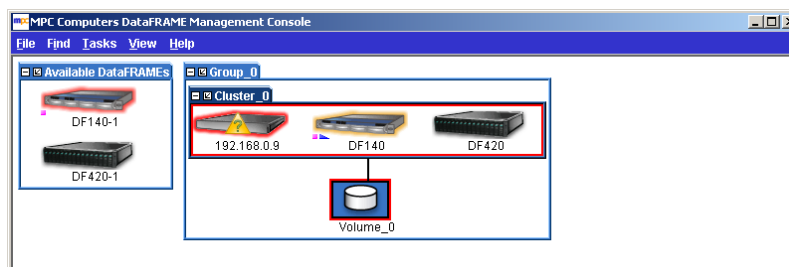 mpc MPC Computers DataFRAME Management Console
File Find Tasks View Help
Available DataFRAMEs
DF140-1
DF420-1
Group_0
Cluster_0
?
192.168.0.9
DF140
DF420
Volume_0